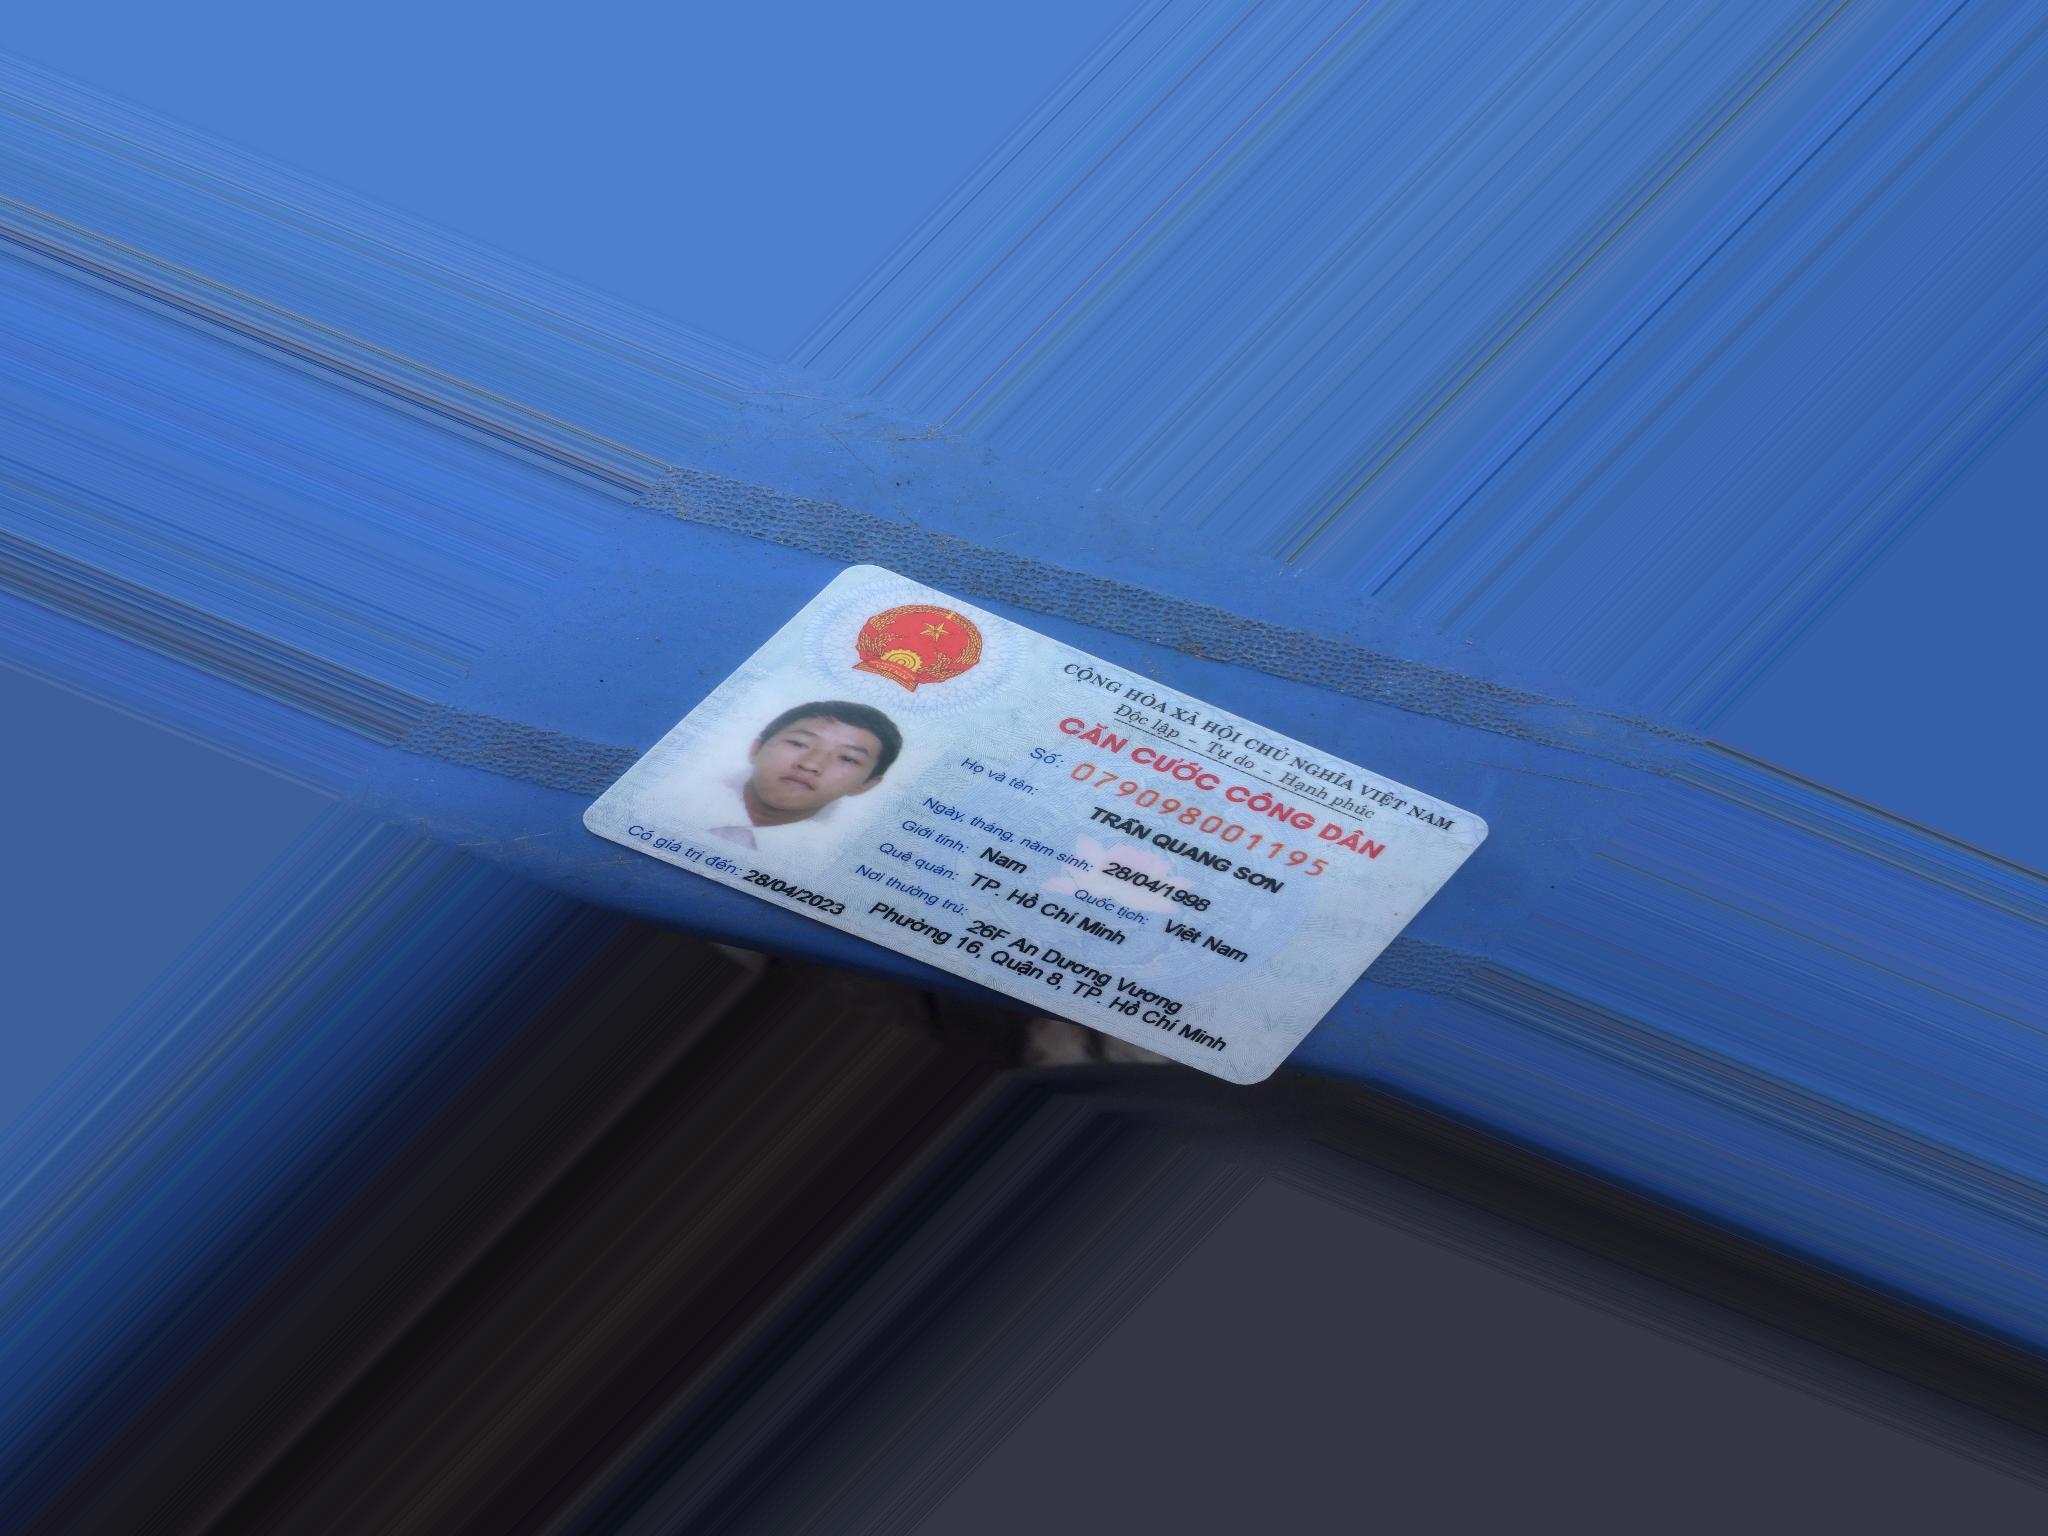 CỘNG HÒA XÃ HỘI CHỦ NGHĨA VIỆT NAM
Độc lập - Tự do - Hạnh phúc
CĂN CƯỚC CÔNG DÂN
Số: 079098001195
Họ và tên:
TRẦN QUANG SƠN
Ngày, tháng, năm sinh: 28/04/1998
Giới tính: Nam Quốc tịch: Việt Nam
Quê quán: TP. Hồ Chí Minh
Nơi thường trú: 26F An Dương Vương
Phường 16, Quận 8, TP. Hồ Chí Minh
Có giá trị đến: 28/04/2023